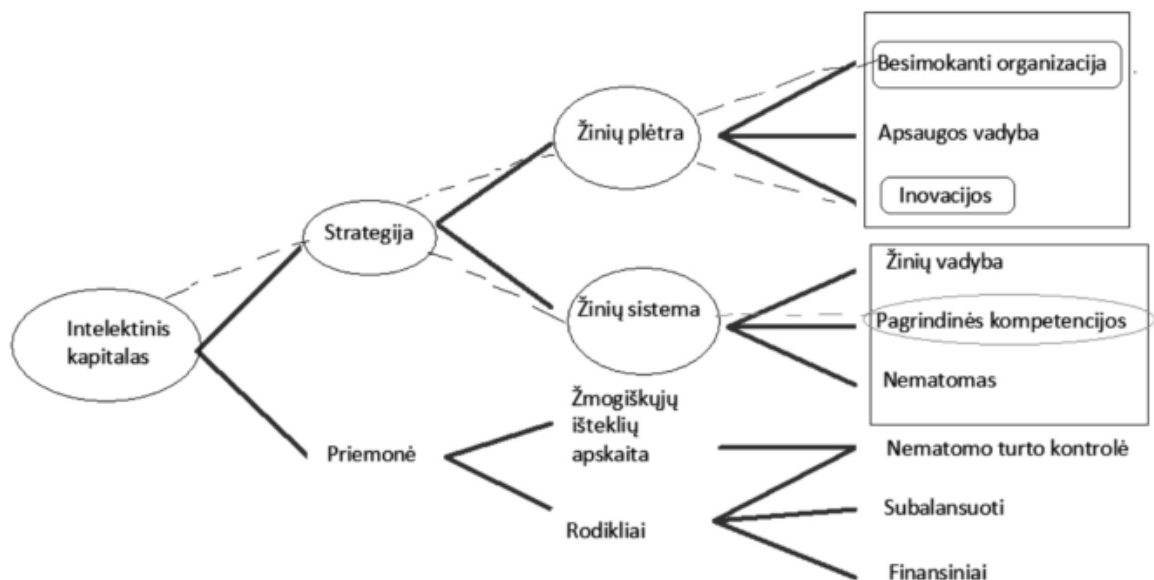 Besimokanti organizacija
Žinių plėtra
Apsaugos vadyba
Inovacijos
Strategija
Žinių vadyba
Žinių sistema
Pagrindinės kompetencijos
Intelektinis
kapitalas
Nematomas
Žmogiškųjų
išteklių
apskaita
Priemonė
Nematomo turto kontrolė
Subalansuoti
Rodikliai
Finansiniai